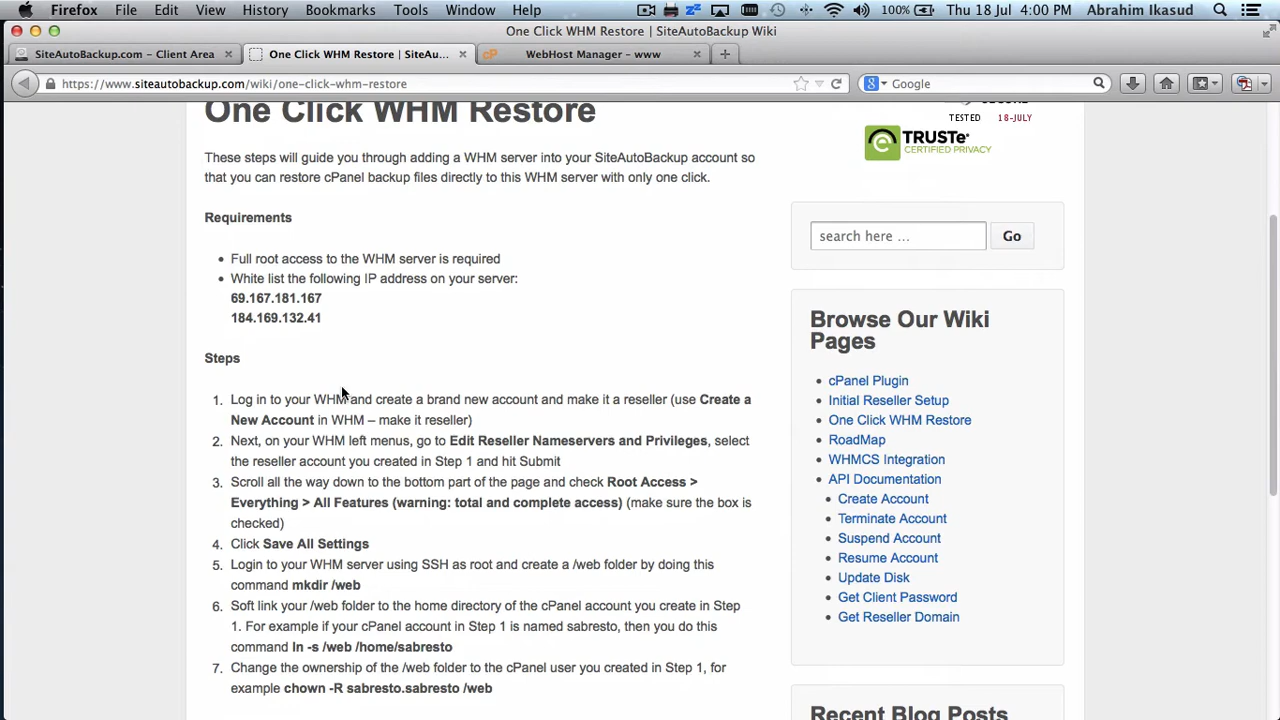 Firefox File Edit View History Bookmarks Tools Window Help 100% Thu 18 Jul 4:00 PM Abrahim Ikasud
One Click WHM Restore | SiteAutoBackup Wiki
SiteAutoBackup.com – Client Area
One Click WHM Restore | SiteAu...
WebHost Manager - www
https://www.siteautobackup.com/wiki/one-click-whm-restore
Google
One Click WHM Restore
These steps will guide you through adding a WHM server into your SiteAutoBackup account so
that you can restore cPanel backup files directly to this WHM server with only one click.
Requirements
• Full root access to the WHM server is required
• White list the following IP address on your server:
69.167.181.167
184.169.132.41
Steps
1. Log in to your WHM and create a brand new account and make it a reseller (use Create a
New Account in WHM – make it reseller)
2. Next, on your WHM left menus, go to Edit Reseller Nameservers and Privileges, select
the reseller account you created in Step 1 and hit Submit
3. Scroll all the way down to the bottom part of the page and check Root Access >
Everything > All Features (warning: total and complete access) (make sure the box is
checked)
4. Click Save All Settings
5. Login to your WHM server using SSH as root and create a /web folder by doing this
command mkdir /web
6. Soft link your /web folder to the home directory of the cPanel account you create in Step
1. For example if your cPanel account in Step 1 is named sabresto, then you do this
command ln -s /web /home/sabresto
7. Change the ownership of the /web folder to the cPanel user you created in Step 1, for
example chown -R sabresto.sabresto /web
TESTED 18-JULY
TRUSTe
CERTIFIED PRIVACY
search here ...
Go
Browse Our Wiki
Pages
• cPanel Plugin
• Initial Reseller Setup
• One Click WHM Restore
• RoadMap
• WHMCS Integration
• API Documentation
• Create Account
• Terminate Account
• Suspend Account
• Resume Account
• Update Disk
• Get Client Password
• Get Reseller Domain
Recent Blog Posts